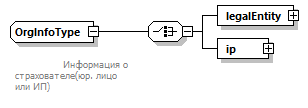 OrgInfoType
legalEntity
ip
Информация о
страхователе(юр. лицо
или ИП)